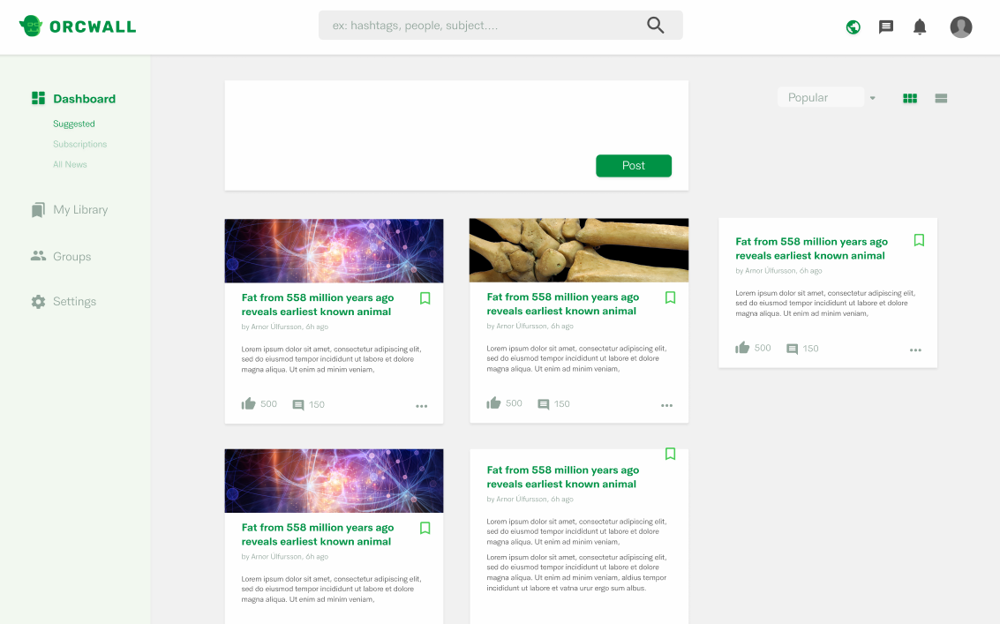 ORCWALL
ex: hashtags, people, subject....
Dashboard
Suggested
Subscriptions
All News
My Library
Groups
Settings
Popular
Post
Fat from 558 million years ago
reveals earliest known animal
by Arnor Ülfursson, 6h ago
Lorem ipsum dolor sit amet, consectetur adipiscing elit,
sed do eiusmod tempor incididunt ut labore et dolore
magna aliqua. Ut enim ad minim veniam,
500 150
Fat from 558 million years ago
reveals earliest known animal
by Arnor Ülfursson, 6h ago
Lorem ipsum dolor sit amet, consectetur adipiscing elit,
sed do eiusmod tempor incididunt ut labore et dolore
magna aliqua. Ut enim ad minim veniam,
500 150
Fat from 558 million years ago
reveals earliest known animal
by Arnor Ülfursson, 6h ago
Lorem ipsum dolor sit amet, consectetur adipiscing elit,
sed do eiusmod tempor incididunt ut labore et dolore
magna aliqua. Ut enim ad minim veniam,
500 150
Fat from 558 million years ago
reveals earliest known animal
by Arnor Ülfursson, 6h ago
Lorem ipsum dolor sit amet, consectetur adipiscing elit,
sed do eiusmod tempor incididunt ut labore et dolore
magna aliqua. Ut enim ad minim veniam,
Fat from 558 million years ago
reveals earliest known animal
by Arnor Ülfursson, 6h ago
Lorem ipsum dolor sit amet, consectetur adipiscing elit,
sed do eiusmod tempor incididunt ut labore et dolore
magna aliqua. Ut enim ad minim veniam,
Lorem ipsum dolor sit amet, consectetur adipiscing elit,
sed do eiusmod tempor incididunt ut labore et dolore
magna aliqua. Ut enim ad minim veniam, aldius tempor
incididunt ut labore et vatna urur ergo sum albus.